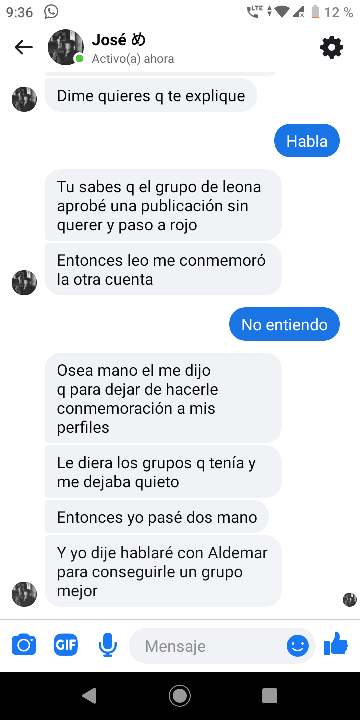 9:36
LTE
12 %
José め
Activo(a) ahora
Dime quieres q te explique
Habla
Tu sabes q el grupo de leona
aprobé una publicación sin
querer y paso a rojo
Entonces leo me conmemoró
la otra cuenta
No entiendo
Osea mano el me dijo
q para dejar de hacerle
conmemoración a mis
perfiles
Le diera los grupos q tenía y
me dejaba quieto
Entonces yo pasé dos mano
Y yo dije hablaré con Aldemar
para conseguirle un grupo
mejor
GIF
Mensaje